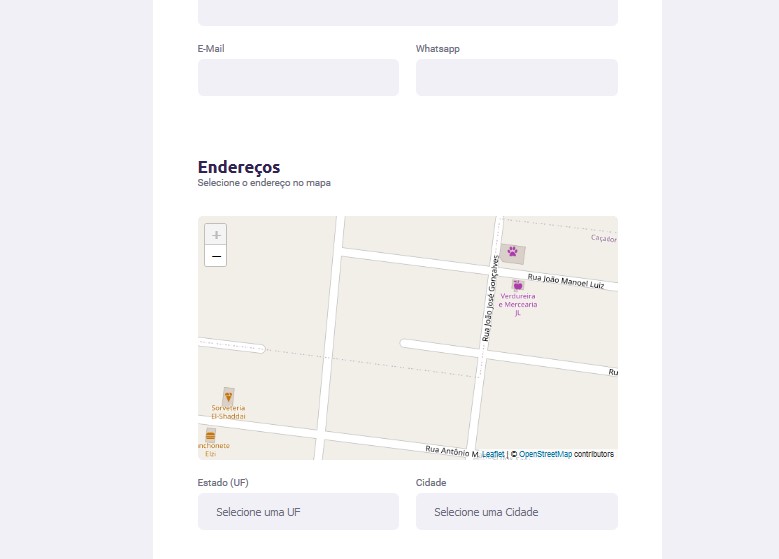 E-Mail
Whatsapp
Endereços
Selecione o endereço no mapa
+
−
Caçador
Rua João José Gonçalves
Rua João Manoel Luiz
Verdureira
e Mercearia
JL
Ru
Sorveteria
El-Shaddai
nchonete
Elzi
Rua Antônio M
Leaflet | © OpenStreetMap contributors
Estado (UF)
Cidade
Selecione uma UF
Selecione uma Cidade